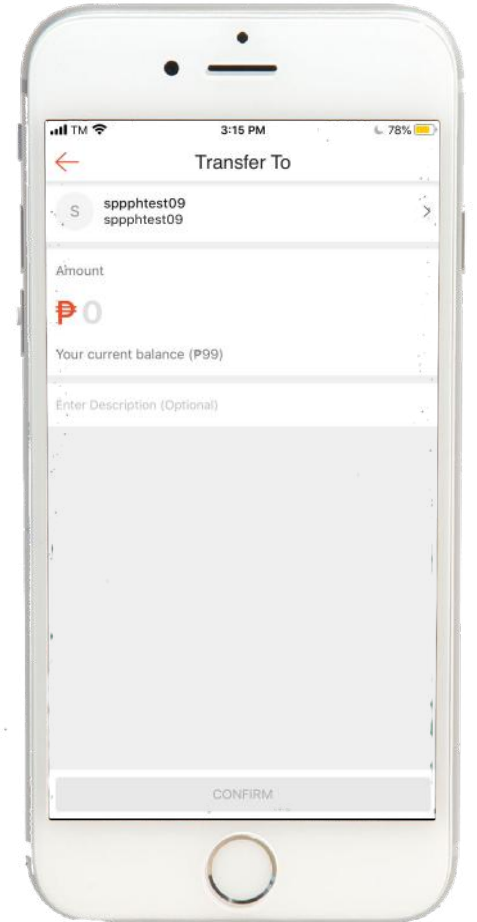 TM 3:15 PM 78%
Transfer To
S
sppphtest09
sppphtest09
Amount
₱ 0
Your current balance (₱99)
Enter Description (Optional)
CONFIRM